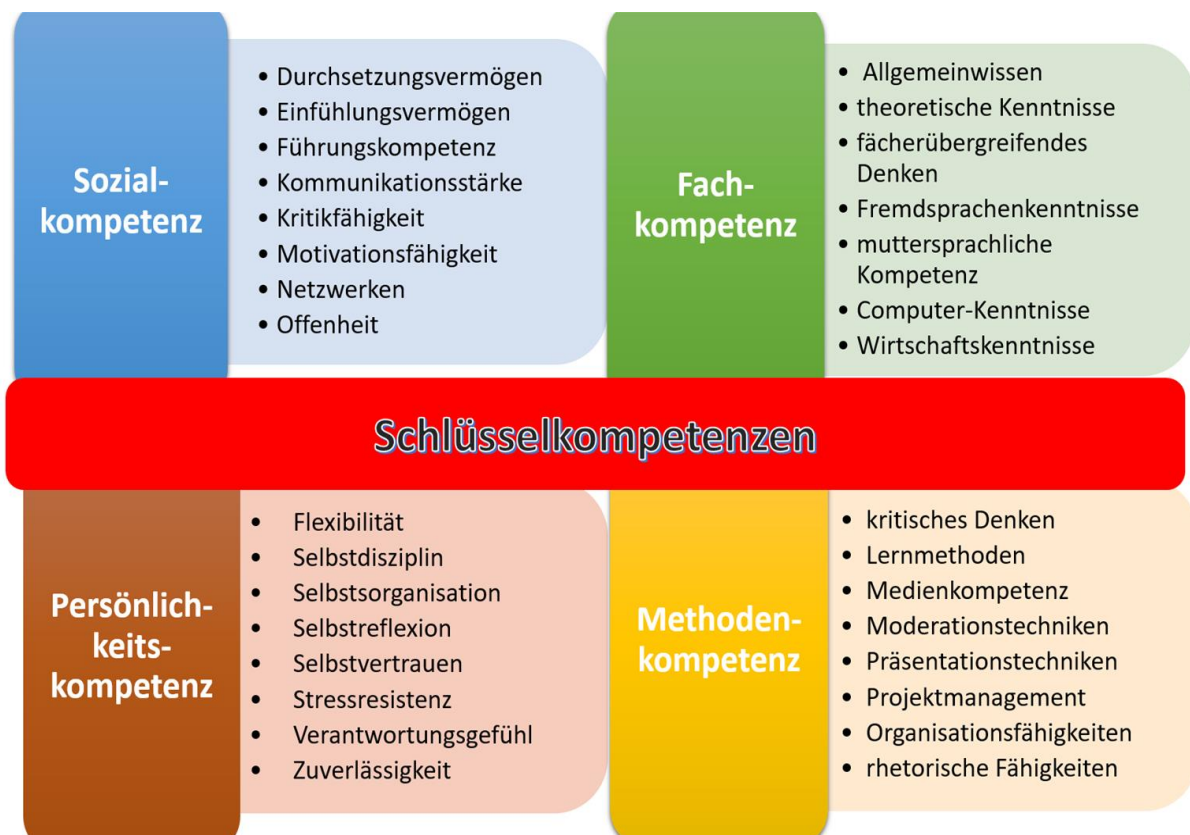 Sozial-
kompetenz
• Durchsetzungsvermögen
• Einfühlungsvermögen
• Führungskompetenz
• Kommunikationsstärke
• Kritikfähigkeit
• Motivationsfähigkeit
• Netzwerken
• Offenheit
Fach-
kompetenz
• Allgemeinwissen
• theoretische Kenntnisse
• fächerübergreifendes
Denken
• Fremdsprachenkenntnisse
• muttersprachliche
Kompetenz
• Computer-Kenntnisse
• Wirtschaftskenntnisse
Schlüsselkompetenzen
Persönlich-
keits-
kompetenz
• Flexibilität
• Selbstdisziplin
• Selbstsorganisation
• Selbstreflexion
• Selbstvertrauen
• Stressresistenz
• Verantwortungsgefühl
• Zuverlässigkeit
Methoden-
kompetenz
• kritisches Denken
• Lernmethoden
• Medienkompetenz
• Moderationstechniken
• Präsentationstechniken
• Projektmanagement
• Organisationsfähigkeiten
• rhetorische Fähigkeiten